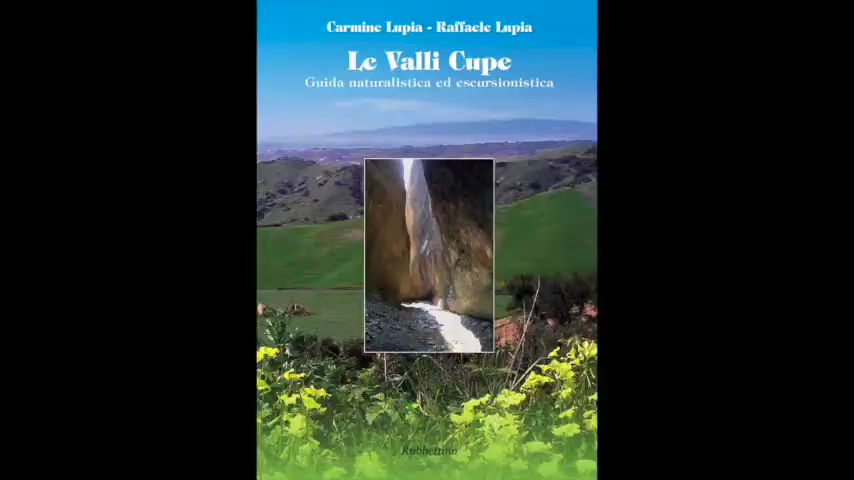 Carmine Lupia - Raffaele Lupia
Le Valli Cupe
Guida naturalistica ed escursionistica
Rubbettino